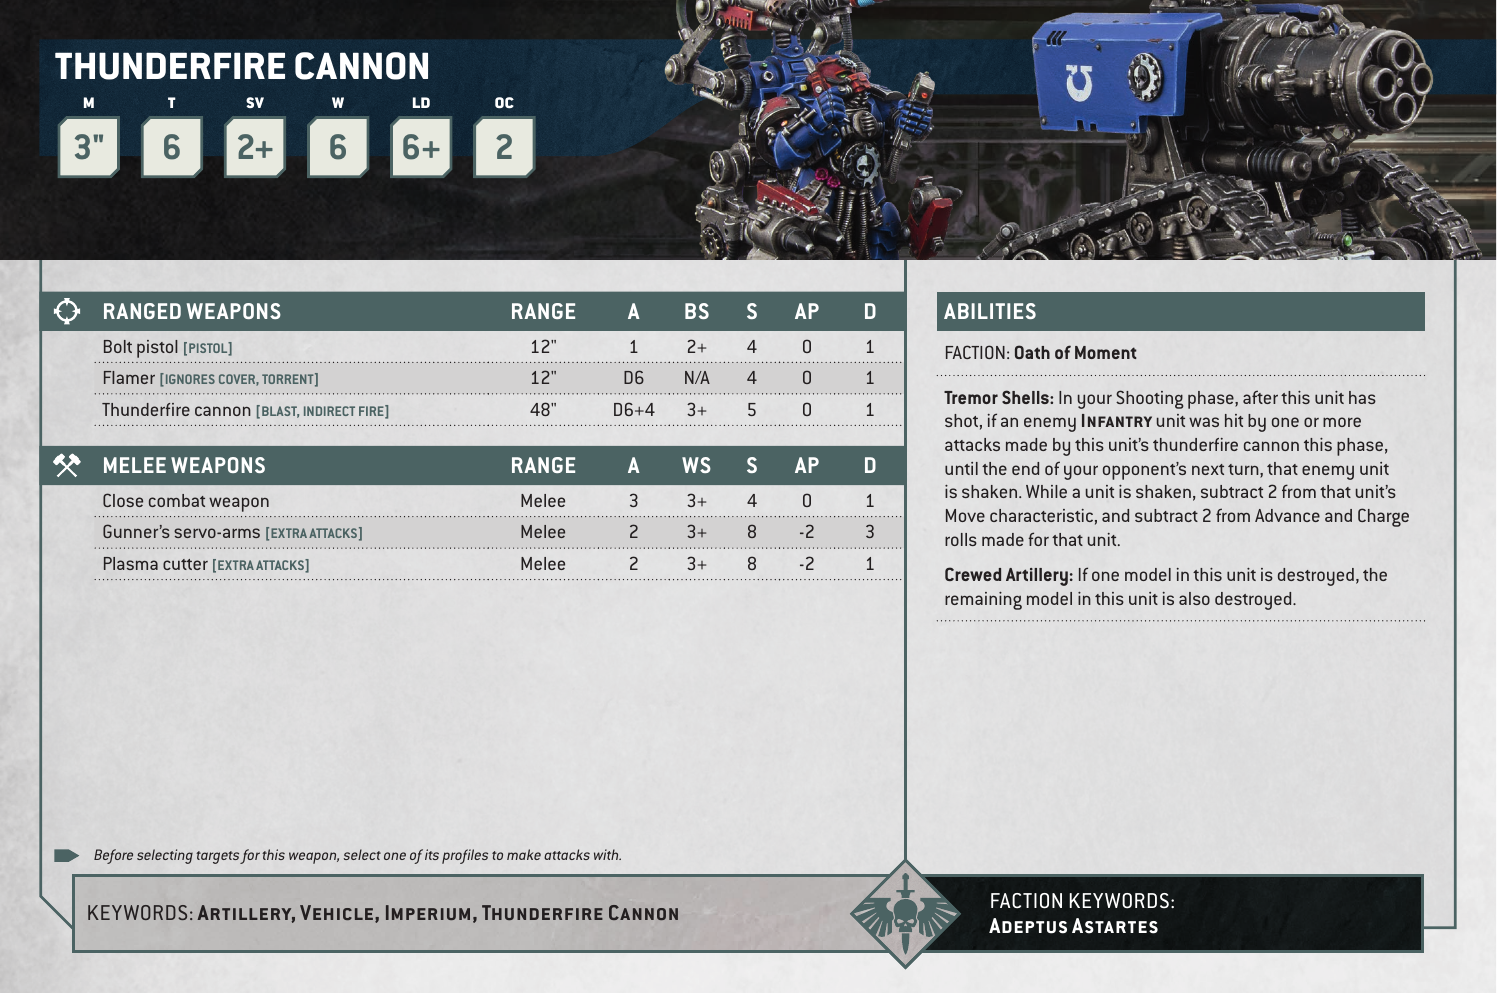 THUNDERFIRE CANNON
M T SV W LD OC
3" 6 2+ 6 6+ 2
RANGED WEAPONS RANGE A BS S AP D
Bolt pistol [PISTOL] 12" 1 2+ 4 0 1
Flamer [IGNORES COVER, TORRENT] 12" D6 N/A 4 0 1
Thunderfire cannon [BLAST, INDIRECT FIRE] 48" D6+4 3+ 5 0 1
MELEE WEAPONS RANGE A WS S AP D
Close combat weapon Melee 3 3+ 4 0 1
Gunner’s servo-arms [EXTRA ATTACKS] Melee 2 3+ 8 -2 3
Plasma cutter [EXTRA ATTACKS] Melee 2 3+ 8 -2 1
Before selecting targets for this weapon, select one of its profiles to make attacks with.
KEYWORDS: ARTILLERY, VEHICLE, IMPERIUM, THUNDERFIRE CANNON
ABILITIES
FACTION: Oath of Moment
Tremor Shells: In your Shooting phase, after this unit has
shot, if an enemy INFANTRY unit was hit by one or more
attacks made by this unit’s thunderfire cannon this phase,
until the end of your opponent’s next turn, that enemy unit
is shaken. While a unit is shaken, subtract 2 from that unit’s
Move characteristic, and subtract 2 from Advance and Charge
rolls made for that unit.
Crewed Artillery: If one model in this unit is destroyed, the
remaining model in this unit is also destroyed.
FACTION KEYWORDS:
ADEPTUS ASTARTES